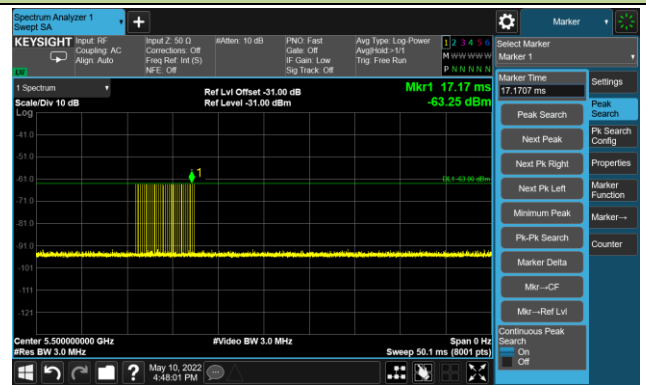 Spectrum Analyzer 1
Swept SA
Marker
KEYSIGHT
Input: RF
Coupling: AC
Align: Auto
Input Z: 50 Ω
Corrections: Off
Freq Ref: Int (S)
NFE: Off
#Atten: 10 dB
PNO: Fast
Gate: Off
IF Gain: Low
Sig Track: Off
Avg Type: Log-Power
Avg|Hold:>1/1
Trig: Free Run
1 2 3 4 5 6
M W W W W W
P N N N N N
LXI
Select Marker
Marker 1
1 Spectrum
Scale/Div 10 dB
Log
Ref Lvl Offset -31.00 dB
Ref Level -31.00 dBm
Mkr1 17.17 ms
-63.25 dBm
-41.0
-51.0
-61.0
-71.0
-81.0
-91.0
-101
-111
-121
1
DL1 -63.00 dBm
Center 5.500000000 GHz
#Res BW 3.0 MHz
#Video BW 3.0 MHz
Span 0 Hz
Sweep 50.1 ms (8001 pts)
Marker Time
17.1707 ms
Peak Search
Next Peak
Next Pk Right
Next Pk Left
Minimum Peak
Pk-Pk Search
Marker Delta
Mkr→CF
Mkr→Ref Lvl
Continuous Peak
Search
On
Off
Settings
Peak
Search
Pk Search
Config
Properties
Marker
Function
Marker→
Counter
?
May 10, 2022
4:48:01 PM